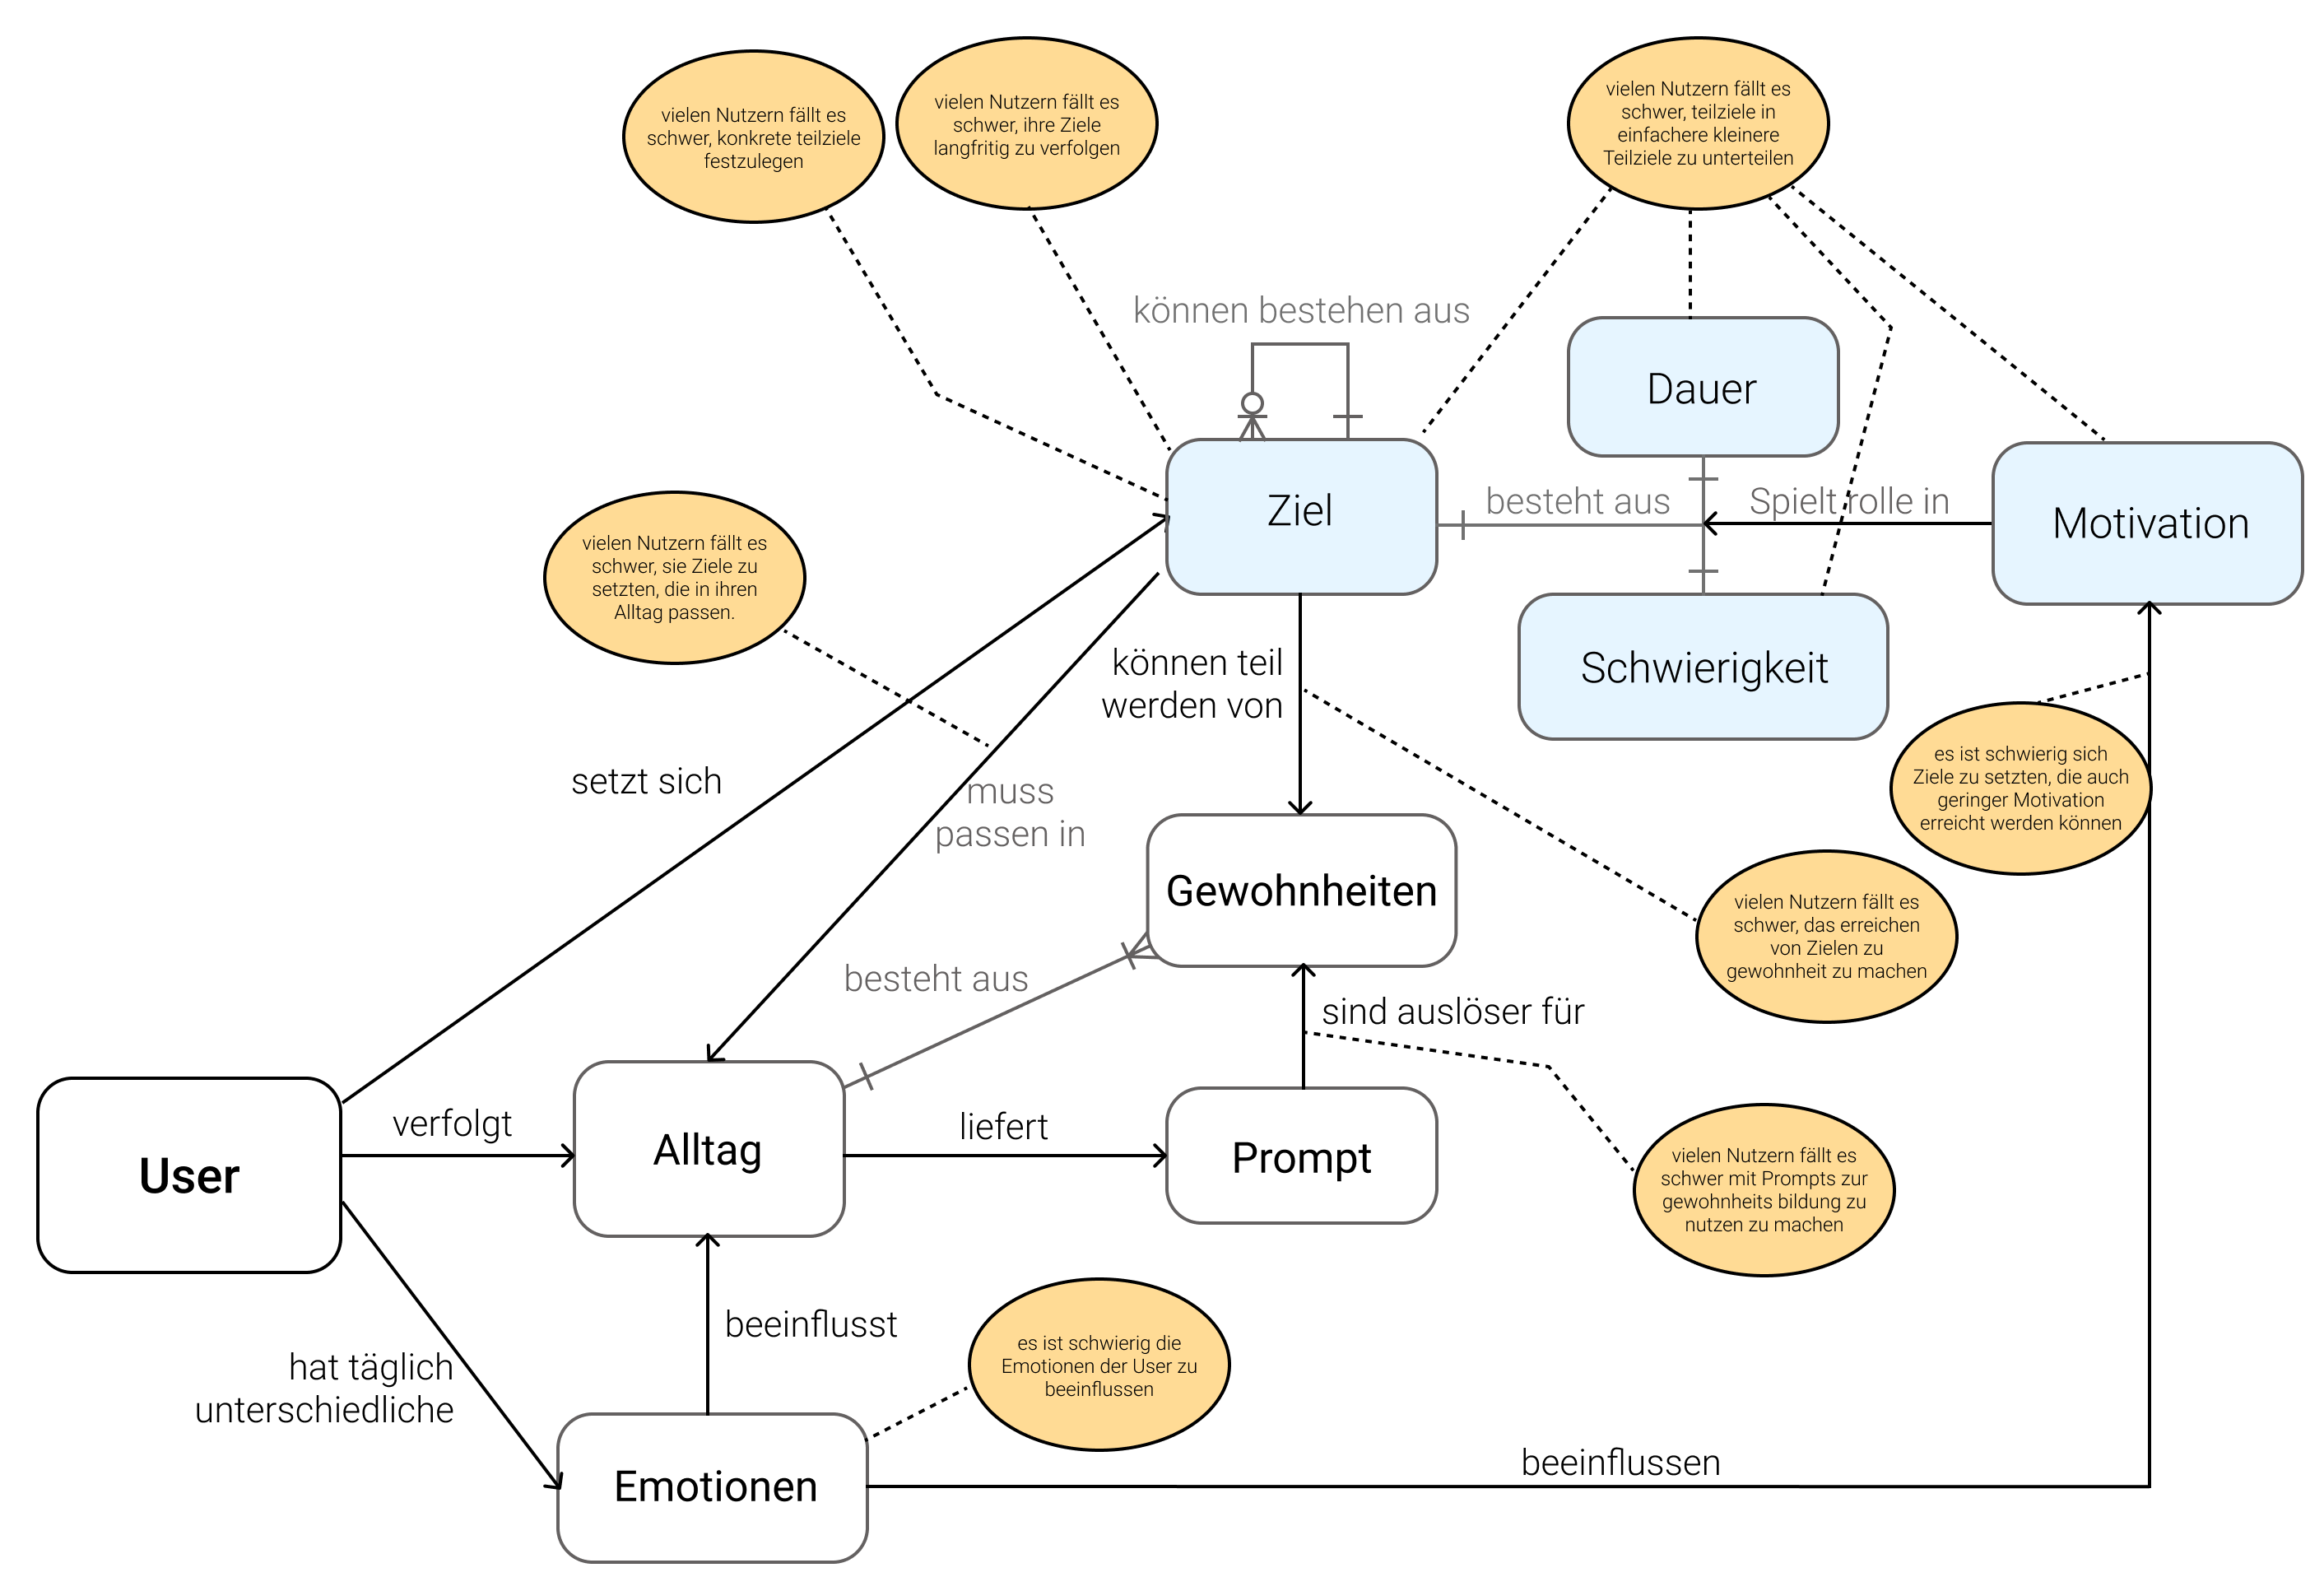 vielen Nutzern fällt es
schwer, konkrete teilziele
festzulegen
vielen Nutzern fällt es
schwer, ihre Ziele
langfritig zu verfolgen
vielen Nutzern fällt es
schwer, teilziele in
einfachere kleinere
Teilziele zu unterteilen
können bestehen aus
Dauer
Ziel
besteht aus
Spielt rolle in
Motivation
vielen Nutzern fällt es
schwer, sie Ziele zu
setzten, die in ihren
Alltag passen.
können teil
werden von
Schwierigkeit
setzt sich
muss
passen in
es ist schwierig sich
Ziele zu setzten, die auch
geringer Motivation
erreicht werden können
Gewohnheiten
vielen Nutzern fällt es
schwer, das erreichen
von Zielen zu
gewohnheit zu machen
besteht aus
sind auslöser für
User
verfolgt
Alltag
liefert
Prompt
vielen Nutzern fällt es
schwer mit Prompts zur
gewohnheits bildung zu
nutzen zu machen
beeinflusst
hat täglich
unterschiedliche
es ist schwierig die
Emotionen der User zu
beeinflussen
Emotionen
beeinflussen